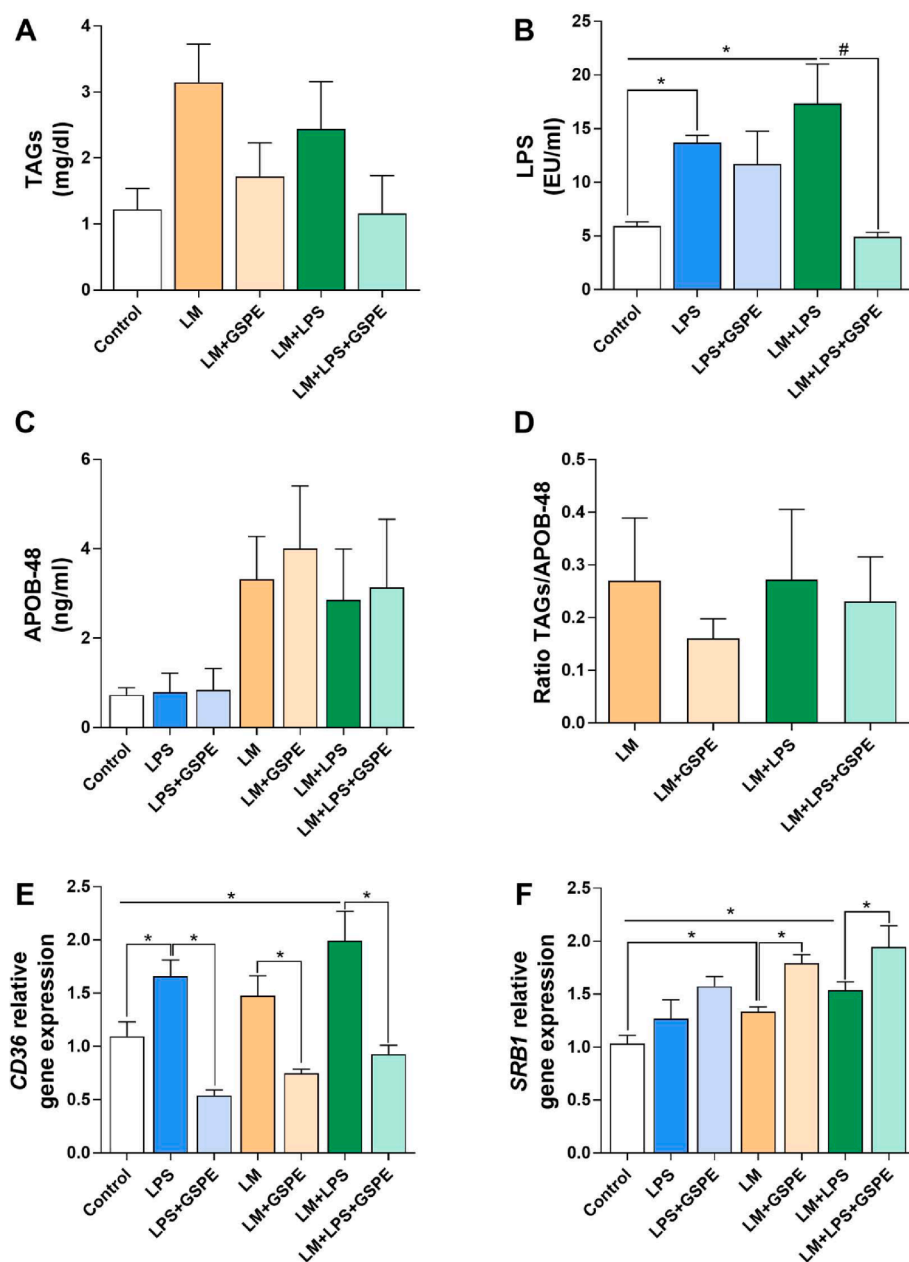 A
TAGs
(mg/dl)
4
3
2
1
0
Control
LM
LM+GSPE
LM+LPS
LM+LPS+GSPE
B
LPS
(EU/ml)
25
20
15
10
5
0
*
*
#
Control
LPS
LPS+GSPE
LM+LPS
LM+LPS+GSPE
C
APOB-48
(ng/ml)
6
4
2
0
Control
LPS
LPS+GSPE
LM
LM+GSPE
LM+LPS
LM+LPS+GSPE
D
Ratio TAGs/APOB-48
0.5
0.4
0.3
0.2
0.1
0.0
LM
LM+GSPE
LM+LPS
LM+LPS+GSPE
E
CD36 relative
gene expression
2.5
2.0
1.5
1.0
0.5
0.0
*
*
*
*
*
Control
LPS
LPS+GSPE
LM
LM+GSPE
LM+LPS
LM+LPS+GSPE
F
SRB1 relative
gene expression
2.5
2.0
1.5
1.0
0.5
0.0
*
*
*
*
Control
LPS
LPS+GSPE
LM
LM+GSPE
LM+LPS
LM+LPS+GSPE